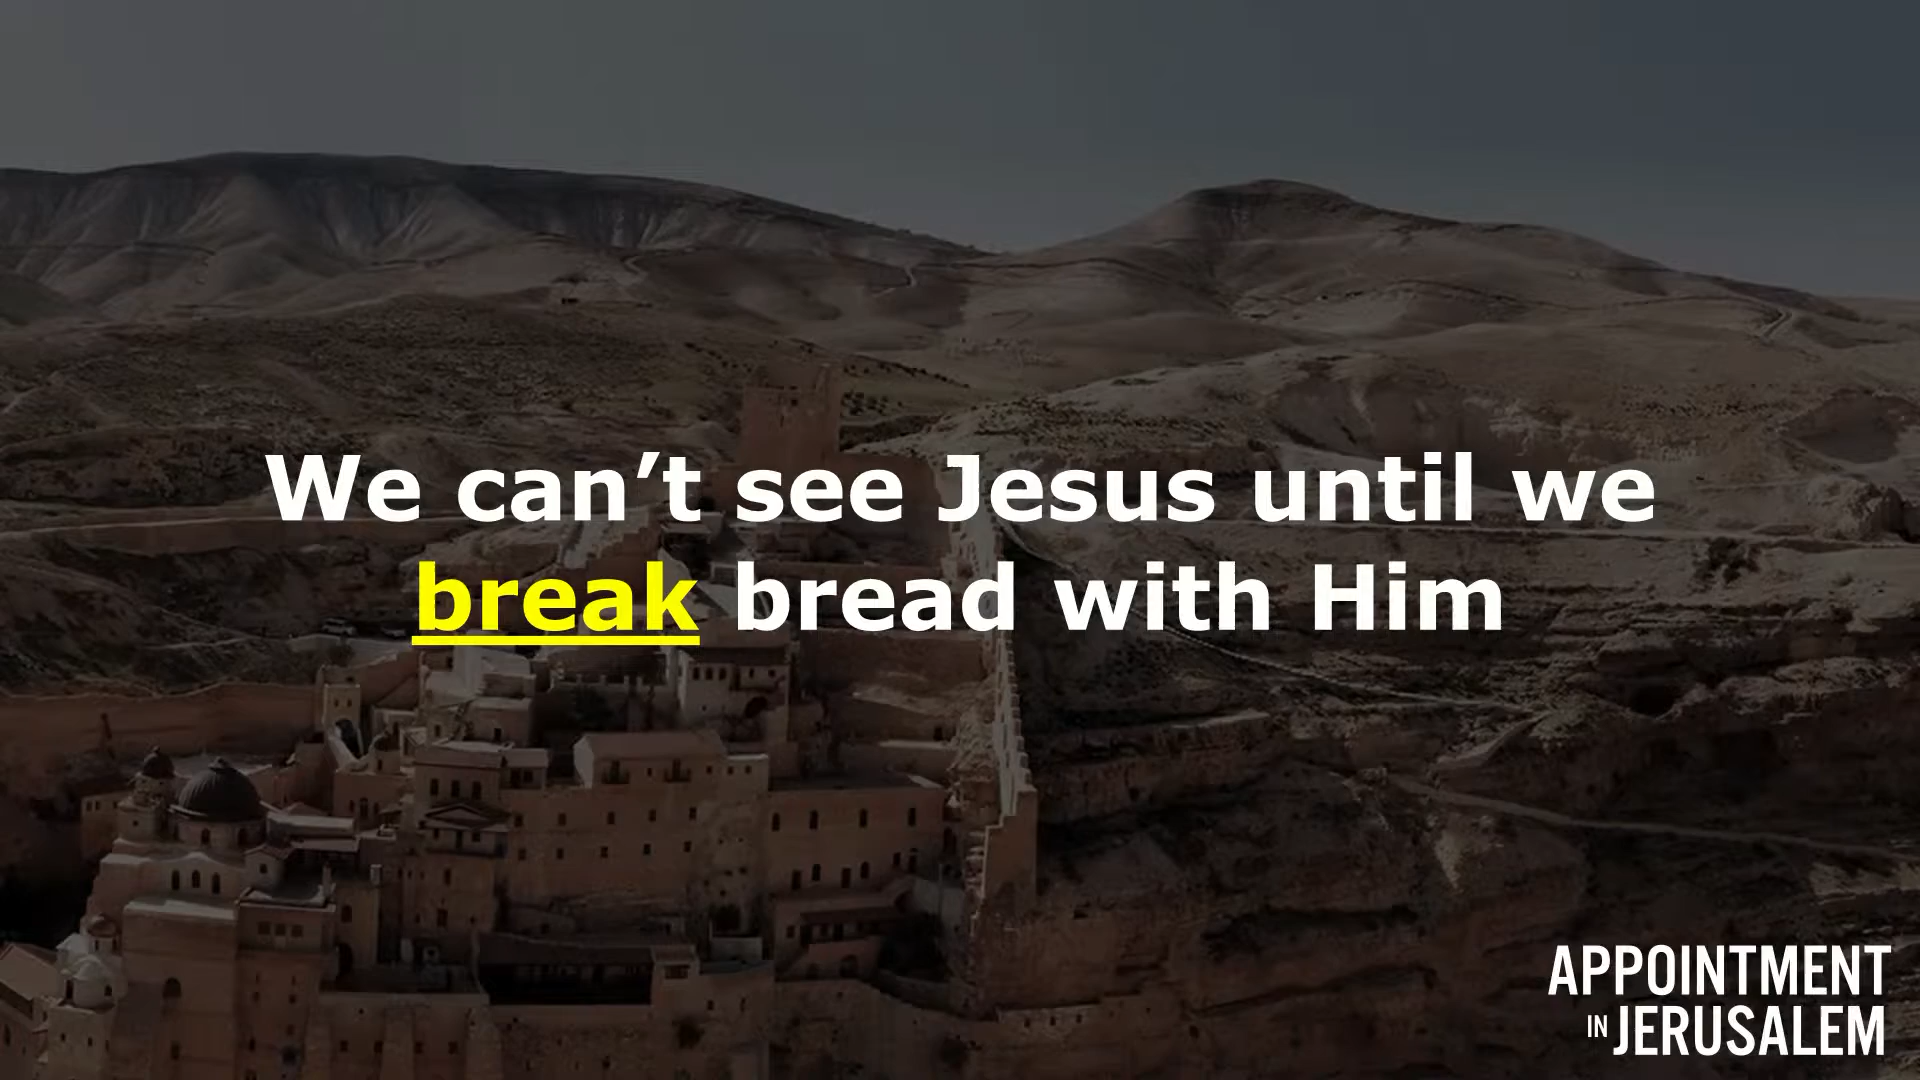 We can’t see Jesus until we
break bread with Him
APPOINTMENT
IN JERUSALEM